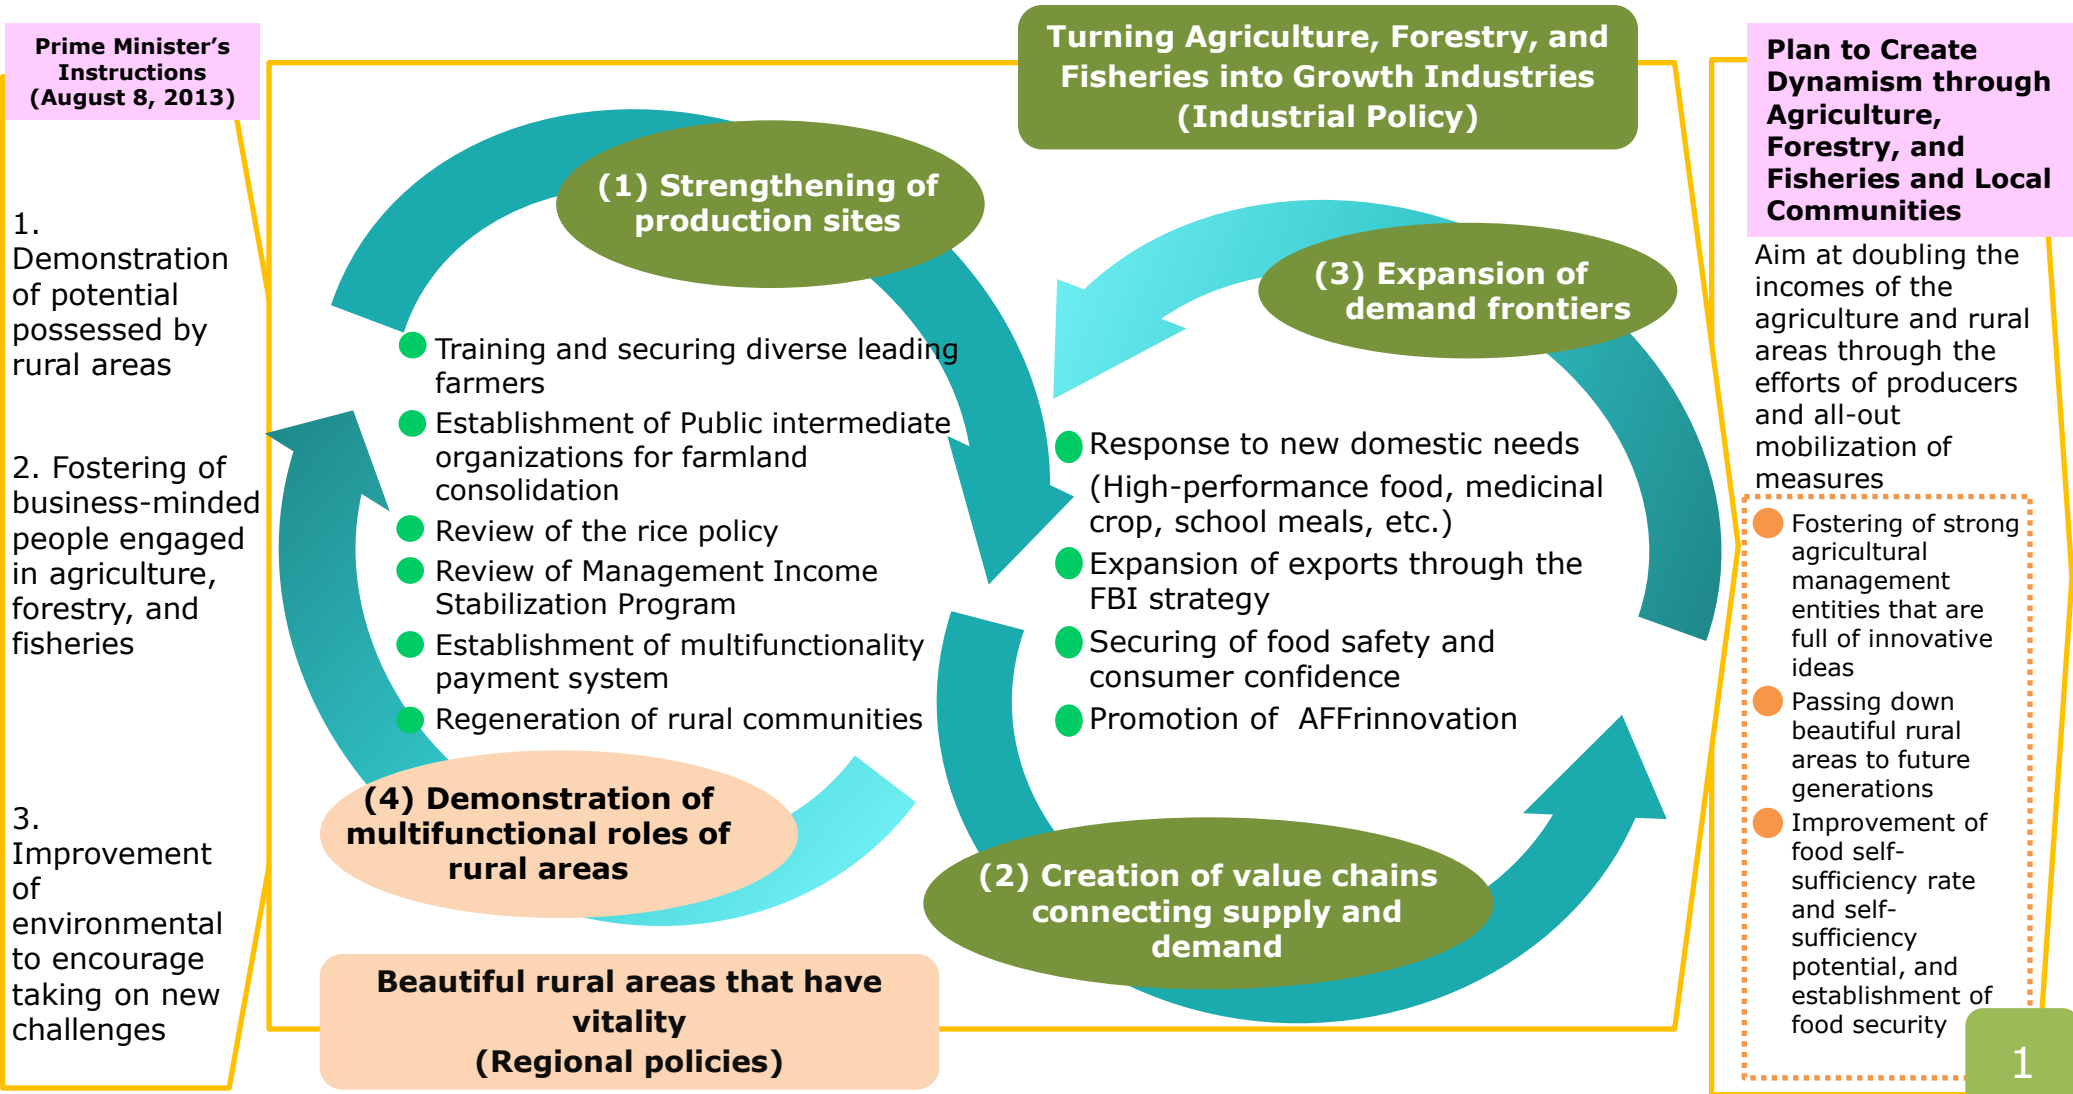 Prime Minister’s
Instructions
(August 8, 2013)
1.
Demonstration
of potential
possessed by
rural areas
2. Fostering of
business-minded
people engaged
in agriculture,
forestry, and
fisheries
3.
Improvement
of
environmental
to encourage
taking on new
challenges
Turning Agriculture, Forestry, and
Fisheries into Growth Industries
(Industrial Policy)
(1) Strengthening of
production sites
Training and securing diverse leading
farmers
Establishment of Public intermediate
organizations for farmland
consolidation
Review of the rice policy
Review of Management Income
Stabilization Program
Establishment of multifunctionality
payment system
Regeneration of rural communities
(4) Demonstration of
multifunctional roles of
rural areas
Beautiful rural areas that have
vitality
(Regional policies)
(3) Expansion of
demand frontiers
Response to new domestic needs
(High-performance food, medicinal
crop, school meals, etc.)
Expansion of exports through the
FBI strategy
Securing of food safety and
consumer confidence
Promotion of AFFrinnovation
(2) Creation of value chains
connecting supply and
demand
Plan to Create
Dynamism through
Agriculture,
Forestry, and
Fisheries and Local
Communities
Aim at doubling the
incomes of the
agriculture and rural
areas through the
efforts of producers
and all-out
mobilization of
measures
Fostering of strong
agricultural
management
entities that are
full of innovative
ideas
Passing down
beautiful rural
areas to future
generations
Improvement of
food self-
sufficiency rate
and self-
sufficiency
potential, and
establishment of
food security
1